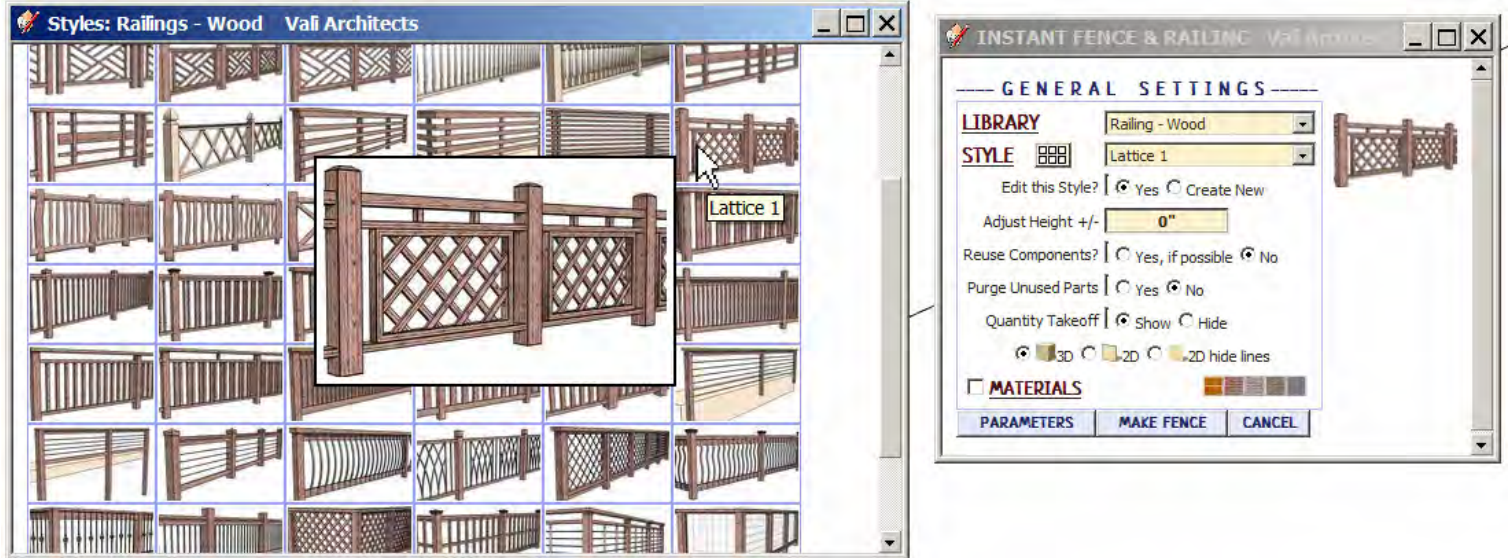 Styles: Railings - Wood Vali Architects
Lattice 1
INSTANT FENCE & RAILING Vali Architects
---- GENERAL SETTINGS-----
LIBRARY Railing - Wood
STYLE Lattice 1
Edit this Style? Yes Create New
Adjust Height +/- 0"
Reuse Components? Yes, if possible No
Purge Unused Parts Yes No
Quantity Takeoff Show Hide
3D 2D 2D hide lines
MATERIALS
PARAMETERS MAKE FENCE CANCEL